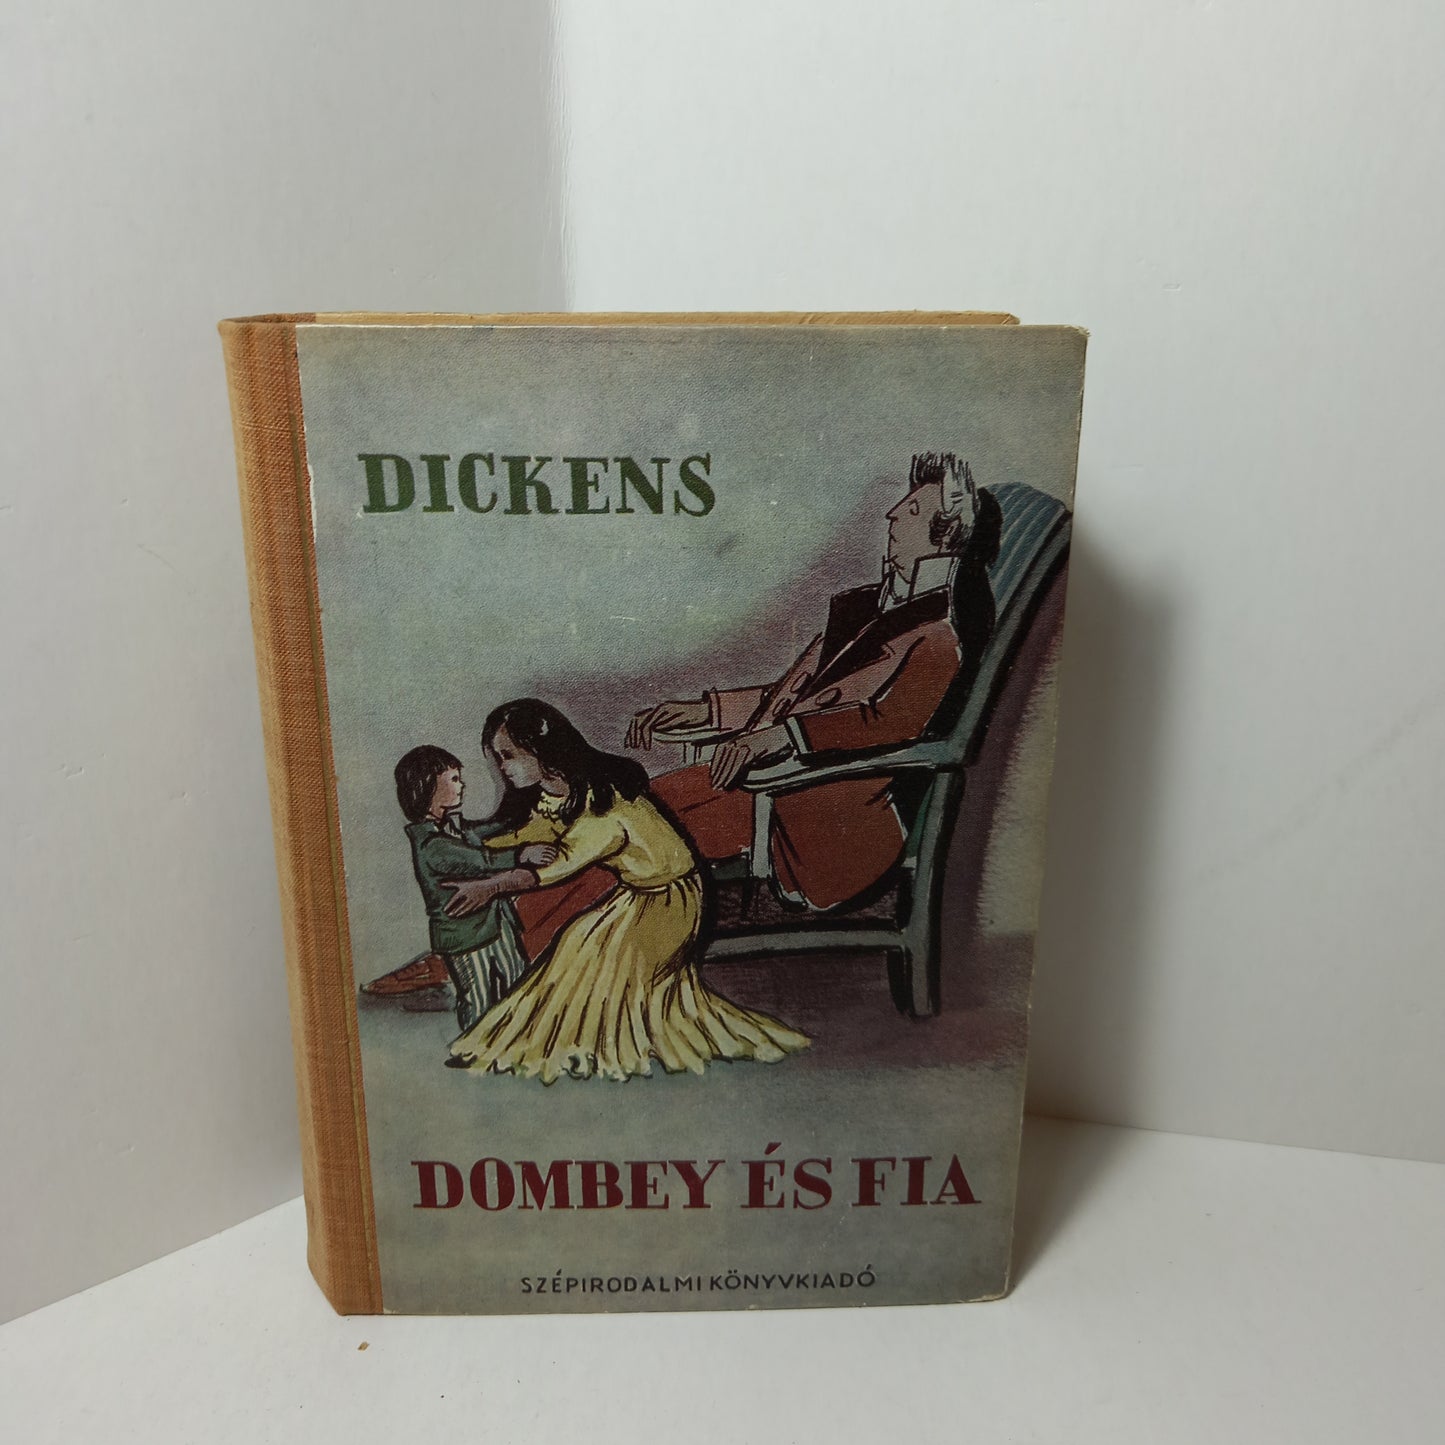 DICKENS
DOMBEY ÉS FIA
SZÉPIRODALMI KÖNYVKIADÓ